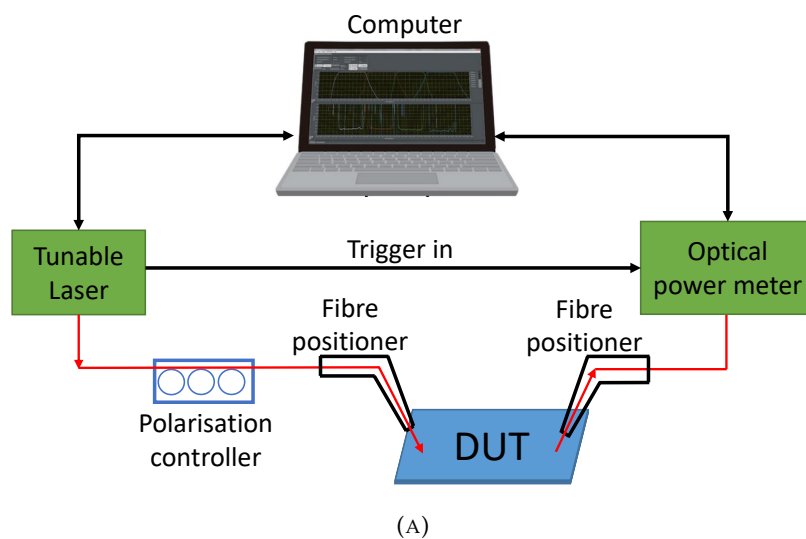 Computer
Tunable
Laser
Trigger in
Optical
power meter
Fibre
positioner
Fibre
positioner
Polarisation
controller
DUT
(A)